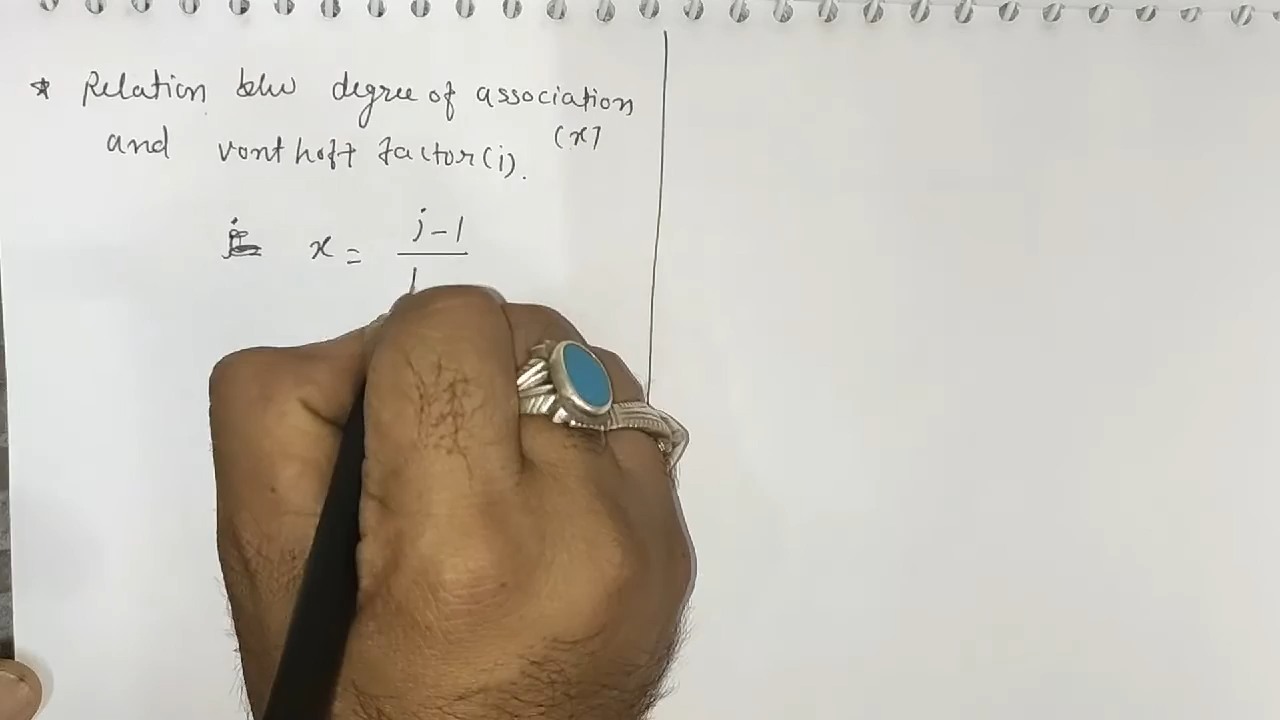 * Relation b/w degree of association
(x)
and vont hoft factor(i).
x = i-1